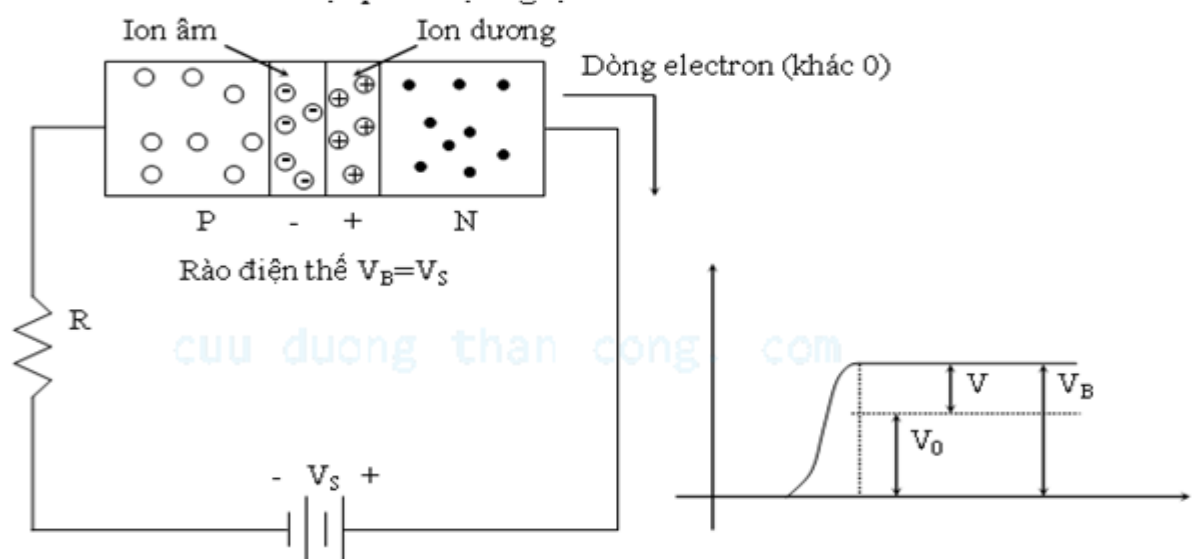 Ion âm
Ion dương
Dòng electron (khác 0)
P - + N
Rào điện thế V_B=V_S
R
cuu duong than cong. com
V
V_B
V_0
- V_S +